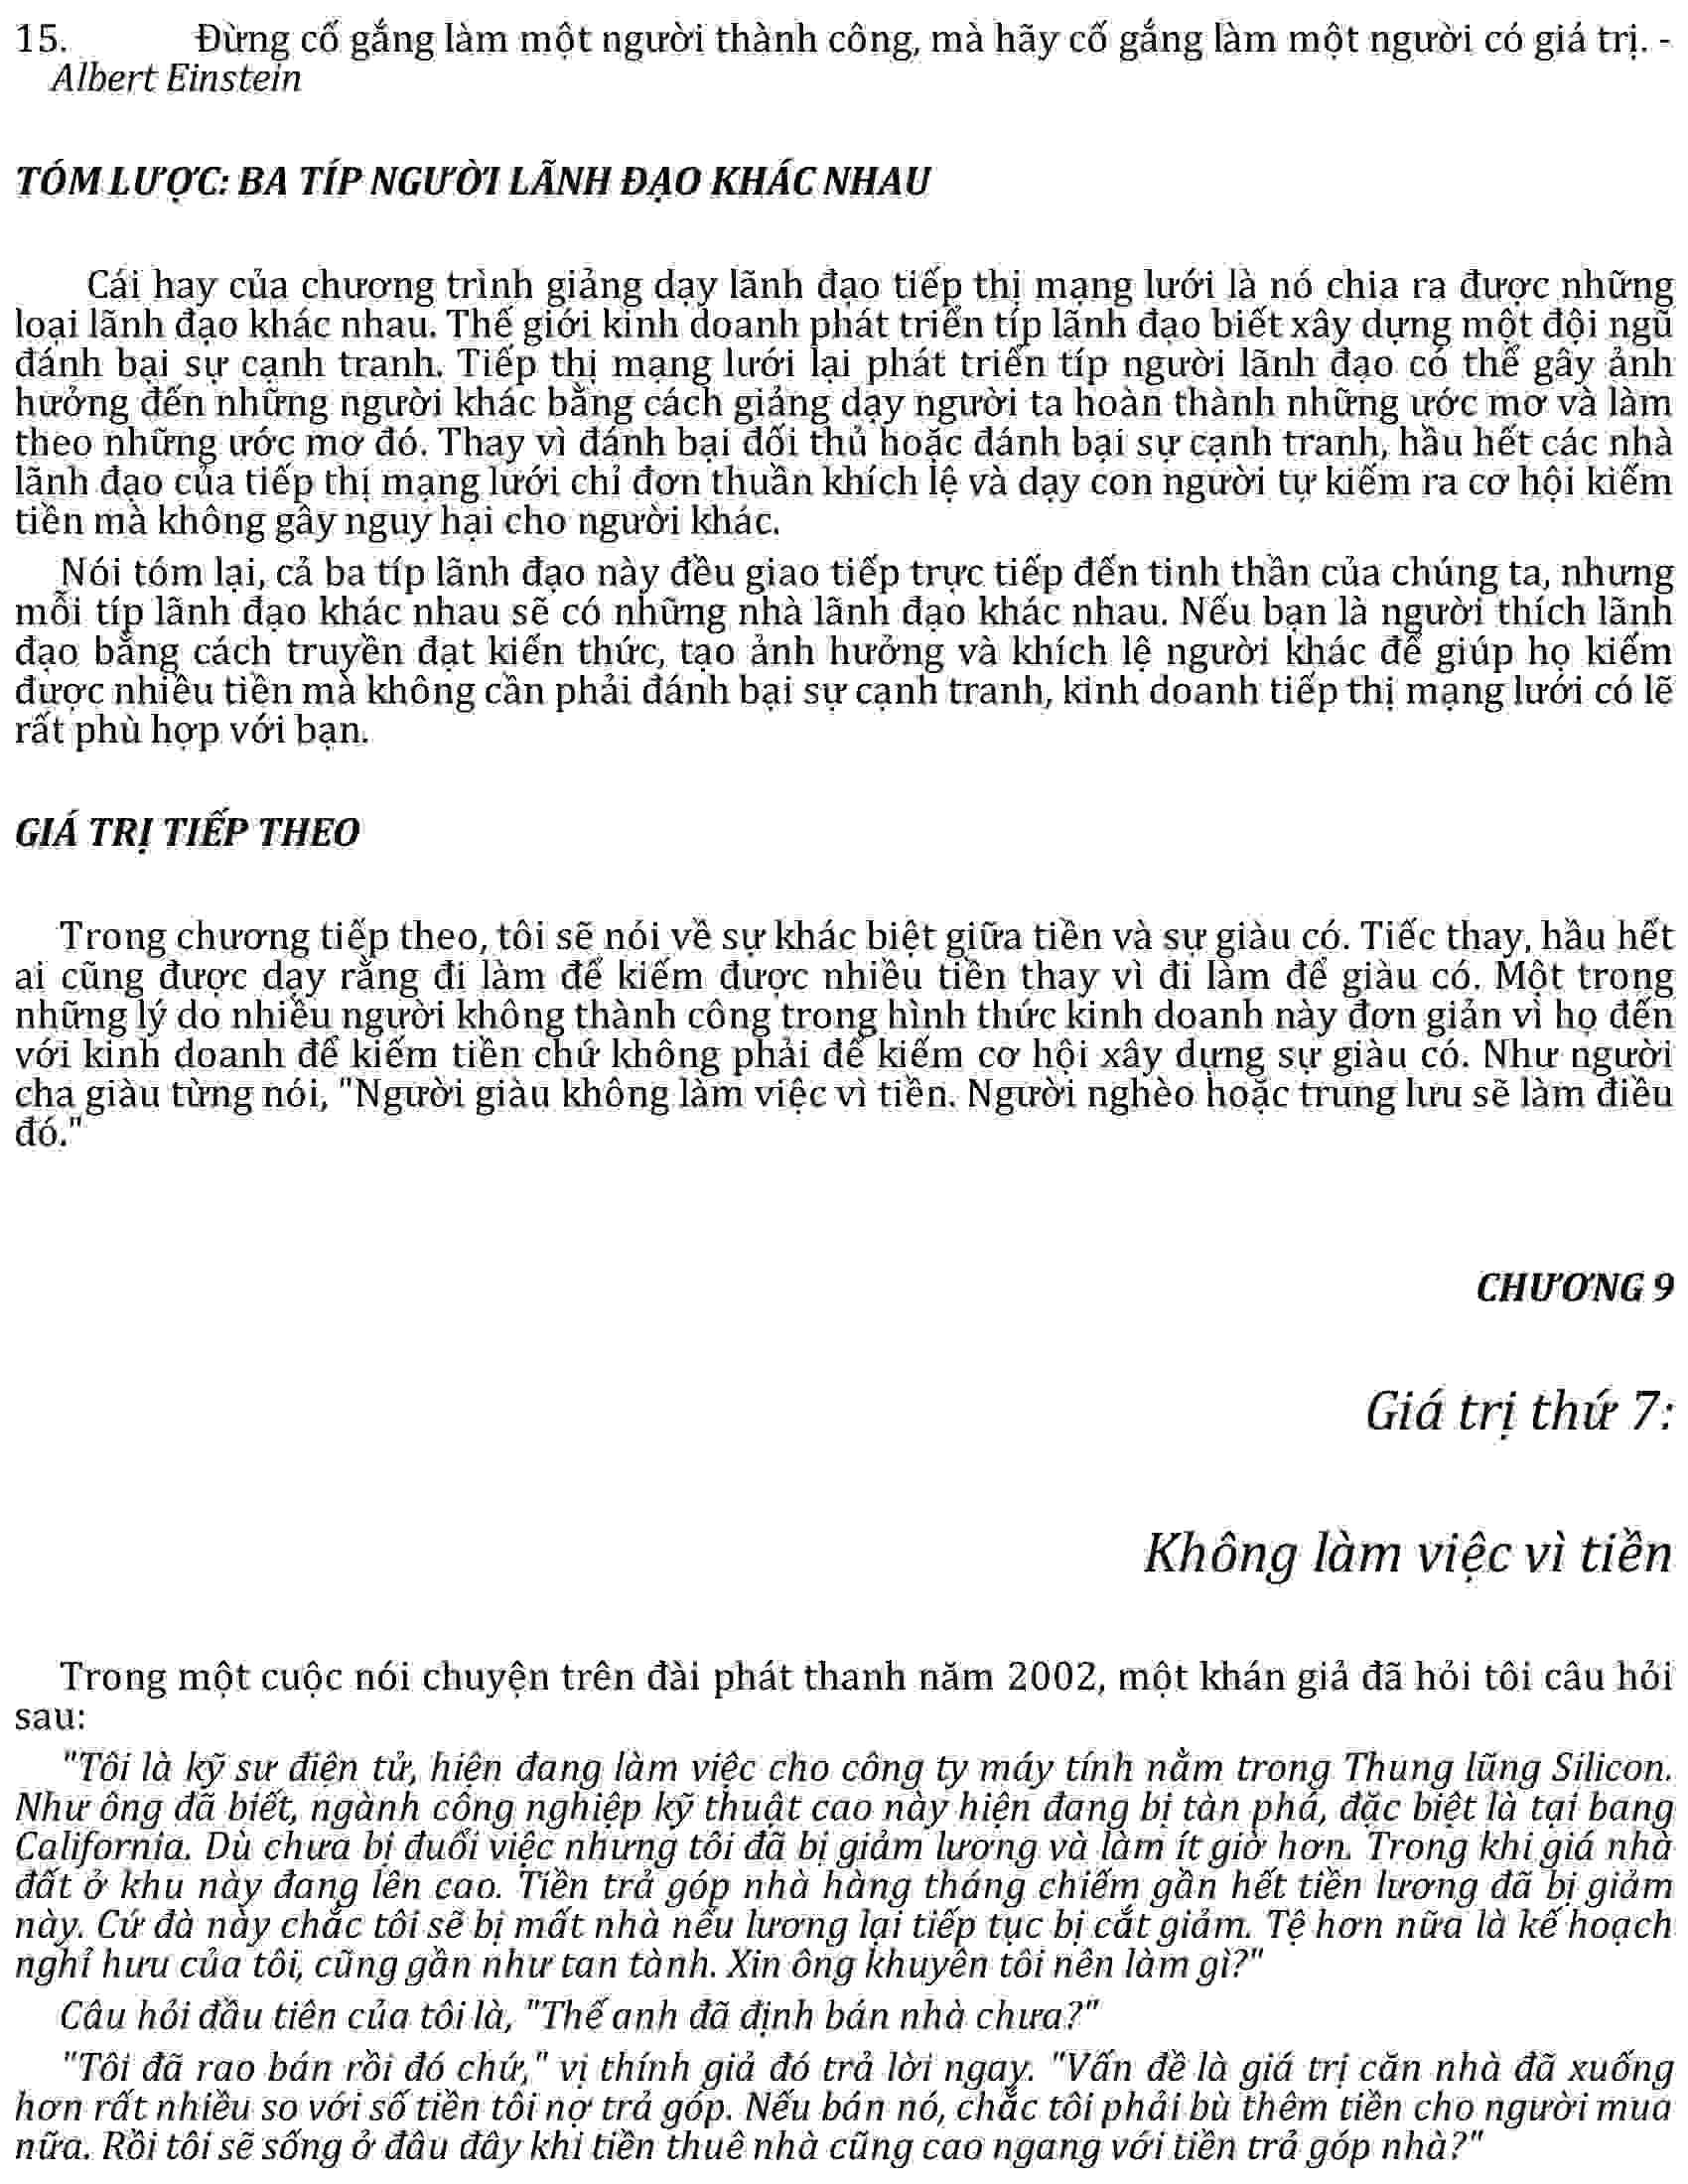 15. Đừng cố gắng làm một người thành công, mà hãy cố gắng làm một người có giá trị. -
Albert Einstein
TÓM LƯỢC: BA TÍP NGƯỜI LÃNH ĐẠO KHÁC NHAU
Cái hay của chương trình giảng dạy lãnh đạo tiếp thị mạng lưới là nó chia ra được những
loại lãnh đạo khác nhau. Thế giới kinh doanh phát triển típ lãnh đạo biết xây dựng một đội ngũ
đánh bại sự cạnh tranh. Tiếp thị mạng lưới lại phát triển típ người lãnh đạo có thể gây ảnh
hưởng đến những người khác bằng cách giảng dạy người ta hoàn thành những ước mơ và làm
theo những ước mơ đó. Thay vì đánh bại đối thủ hoặc đánh bại sự cạnh tranh, hầu hết các nhà
lãnh đạo của tiếp thị mạng lưới chỉ đơn thuần khích lệ và dạy con người tự kiếm ra cơ hội kiếm
tiền mà không gây nguy hại cho người khác.
Nói tóm lại, cả ba típ lãnh đạo này đều giao tiếp trực tiếp đến tinh thần của chúng ta, nhưng
mỗi típ lãnh đạo khác nhau sẽ có những nhà lãnh đạo khác nhau. Nếu bạn là người thích lãnh
đạo bằng cách truyền đạt kiến thức, tạo ảnh hưởng và khích lệ người khác để giúp họ kiếm
được nhiều tiền mà không cần phải đánh bại sự cạnh tranh, kinh doanh tiếp thị mạng lưới có lẽ
rất phù hợp với bạn.
GIÁ TRỊ TIẾP THEO
Trong chương tiếp theo, tôi sẽ nói về sự khác biệt giữa tiền và sự giàu có. Tiếc thay, hầu hết
ai cũng được dạy rằng đi làm để kiếm được nhiều tiền thay vì đi làm để giàu có. Một trong
những lý do nhiều người không thành công trong hình thức kinh doanh này đơn giản vì họ đến
với kinh doanh để kiếm tiền chứ không phải để kiếm cơ hội xây dựng sự giàu có. Như người
cha giàu từng nói, "Người giàu không làm việc vì tiền. Người nghèo hoặc trung lưu sẽ làm điều
đó."
CHƯƠNG 9
Giá trị thứ 7:
Không làm việc vì tiền
Trong một cuộc nói chuyện trên đài phát thanh năm 2002, một khán giả đã hỏi tôi câu hỏi
sau:
"Tôi là kỹ sư điện tử, hiện đang làm việc cho công ty máy tính nằm trong Thung lũng Silicon.
Như ông đã biết, ngành công nghiệp kỹ thuật cao này hiện đang bị tàn phá, đặc biệt là tại bang
California. Dù chưa bị đuổi việc nhưng tôi đã bị giảm lương và làm ít giờ hơn. Trong khi giá nhà
đất ở khu này đang lên cao. Tiền trả góp nhà hàng tháng chiếm gần hết tiền lương đã bị giảm
này. Cứ đà này chắc tôi sẽ bị mất nhà nếu lương lại tiếp tục bị cắt giảm. Tệ hơn nữa là kế hoạch
nghỉ hưu của tôi, cũng gần như tan tành. Xin ông khuyên tôi nên làm gì?"
Câu hỏi đầu tiên của tôi là, "Thế anh đã định bán nhà chưa?"
"Tôi đã rao bán rồi đó chứ," vị thính giả đó trả lời ngay. "Vấn đề là giá trị căn nhà đã xuống
hơn rất nhiều so với số tiền tôi nợ trả góp. Nếu bán nó, chắc tôi phải bù thêm tiền cho người mua
nữa. Rồi tôi sẽ sống ở đâu đây khi tiền thuê nhà cũng cao ngang với tiền trả góp nhà?"